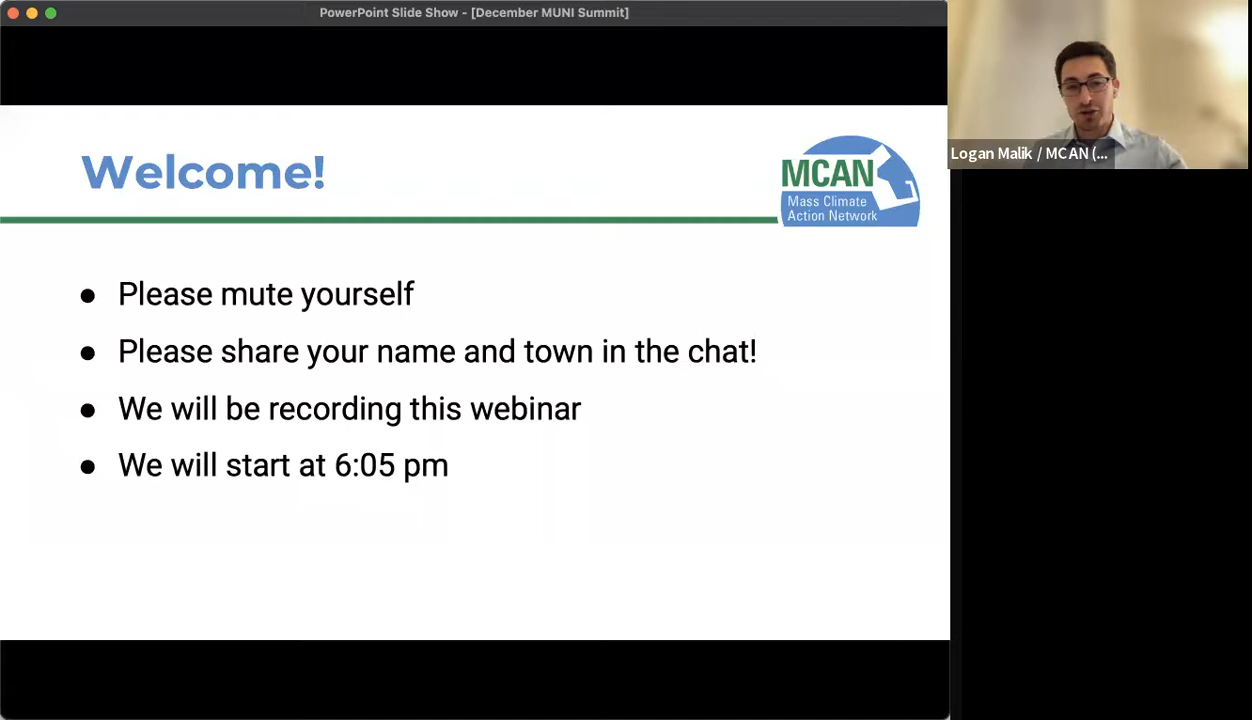 PowerPoint Slide Show - [December MUNI Summit]
Welcome!
MCAN
Mass Climate
Action Network
Logan Malik / MCAN (...
● Please mute yourself
● Please share your name and town in the chat!
● We will be recording this webinar
● We will start at 6:05 pm